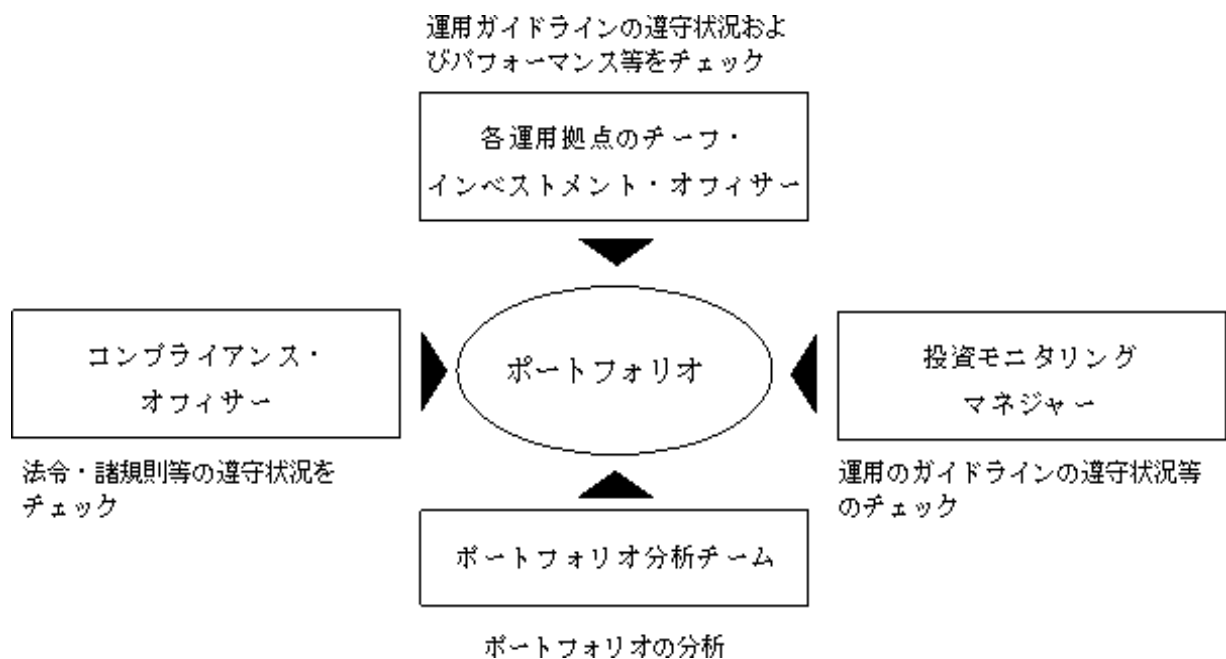 運用ガイドラインの遵守状況およ
びパフォーマンス等をチェック
各運用拠点のチーフ・
インベストメント・オフィサー
コンプライアンス・
オフィサー
ポートフォリオ
投資モニタリング
マネジャー
法令・諸規則等の遵守状況を
チェック
運用のガイドラインの遵守状況等
のチェック
ポートフォリオ分析チーム
ポートフォリオの分析